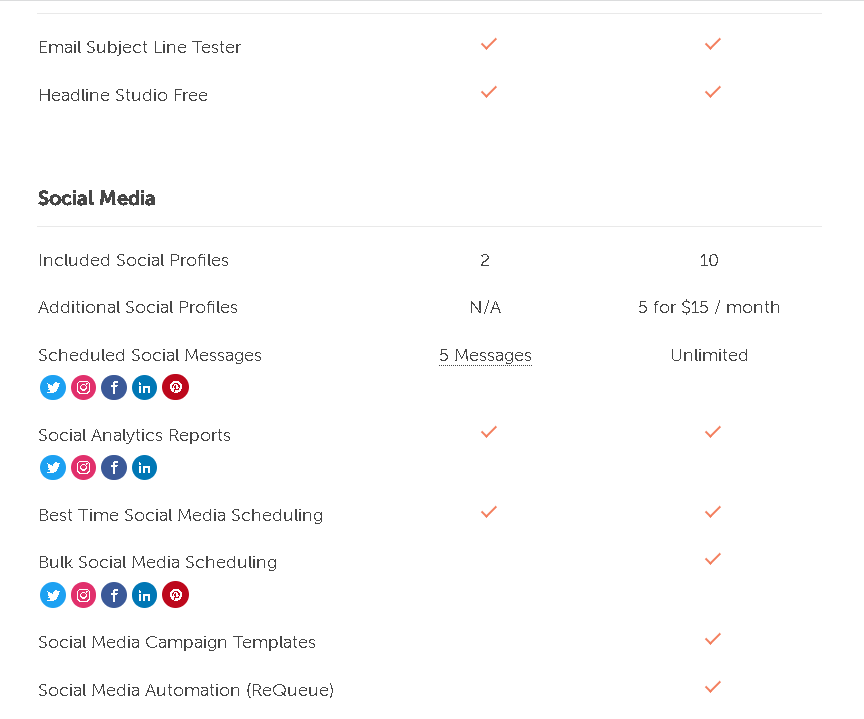 Email Subject Line Tester
Headline Studio Free
Social Media
Included Social Profiles 2 10
Additional Social Profiles N/A 5 for $15 / month
Scheduled Social Messages 5 Messages Unlimited
Social Analytics Reports
Best Time Social Media Scheduling
Bulk Social Media Scheduling
Social Media Campaign Templates
Social Media Automation (ReQueue)